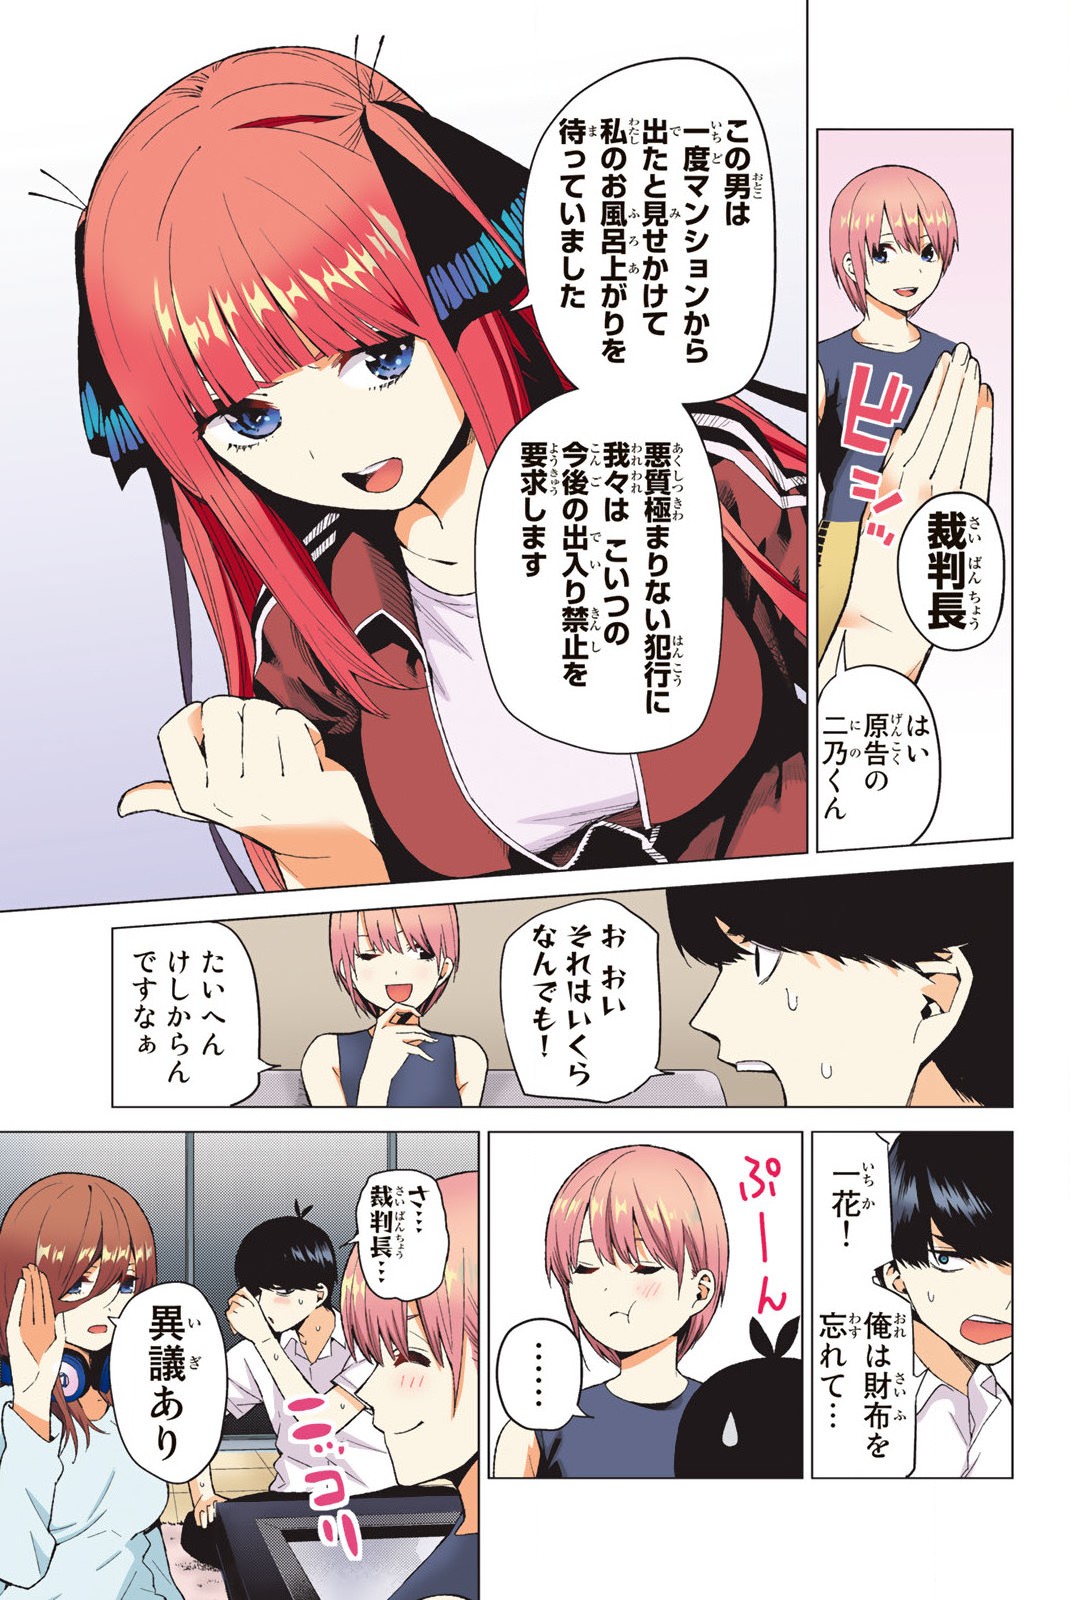 ビシッ
裁判長
はい
原告の
二乃くん
この男は
一度マンションから
出たと見せかけて
私のお風呂上がりを
待っていました
悪質極まりない犯行に
我々は こいつの
今後の出入り禁止を
要求します
お おい
それはいくら
なんでも!
たいへん
けしからん
ですなぁ
一花!
俺は財布を
忘れて…
ぷーん
……
さ……
裁判長…
ニッコリ
異議あり